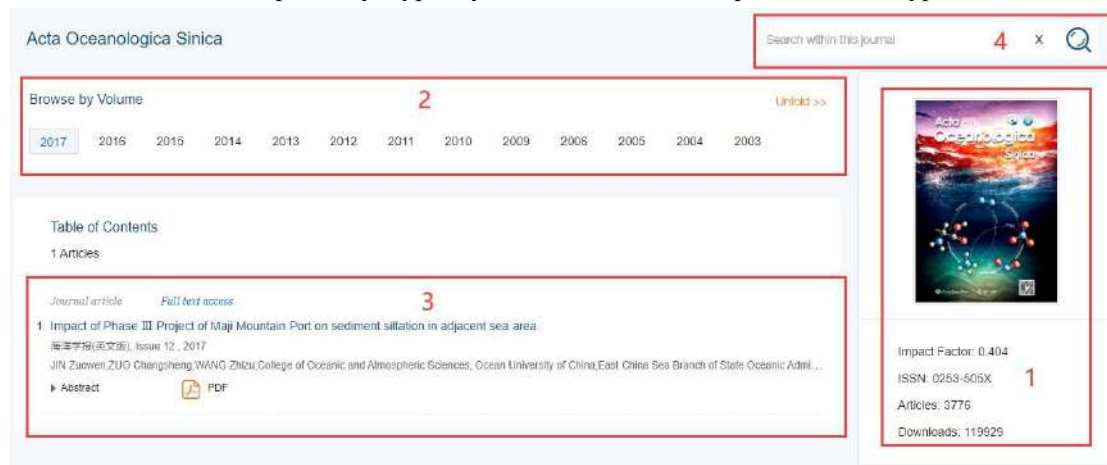 Acta Oceanologica Sinica
Search within this journal
4
X
Browse by Volume
2
Unfold >>
2017 2016 2015 2014 2013 2012 2011 2010 2009 2006 2005 2004 2003
Table of Contents
1 Articles
Journal article Full text access
3
1. Impact of Phase III Project of Maji Mountain Port on sediment siltation in adjacent sea area
海洋学报(英文版), Issue 12 , 2017
JIN Zuowen;ZUO Changsheng;WANG Zhizu;College of Oceanic and Atmospheric Sciences, Ocean University of China;East China Sea Branch of State Oceanic Admi...
Abstract
PDF
Acta
Oceanologica
Sinica
Impact Factor: 0.404
ISSN: 0253-505X
1
Articles: 3776
Downloads: 119929